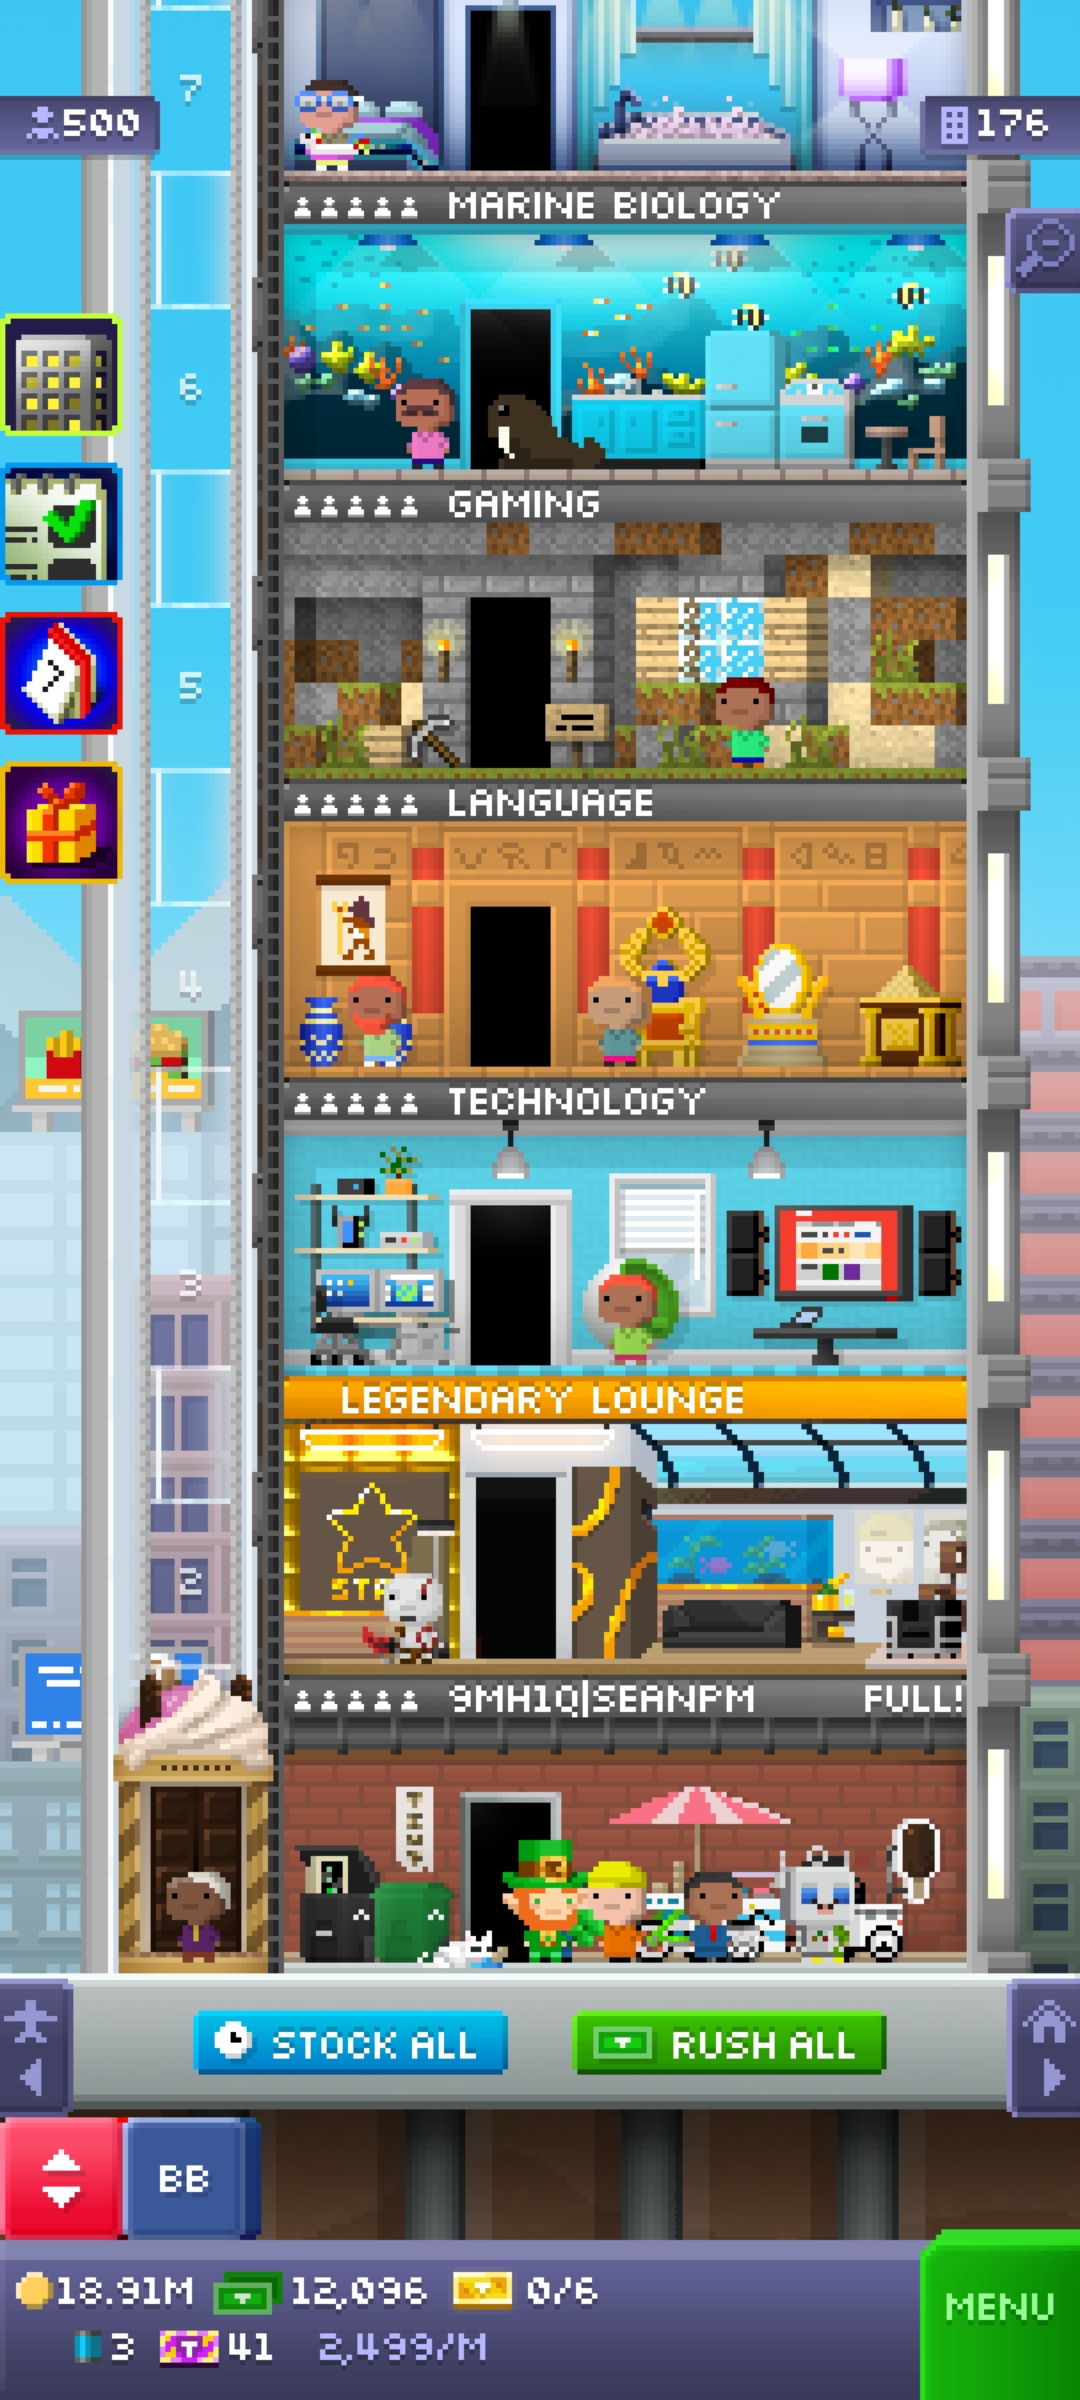 7
500
176
MARINE BIOLOGY
6
GAMING
5
LANGUAGE
4
TECHNOLOGY
3
LEGENDARY LOUNGE
2
9MH1Q|SEANPM FULL!
STOCK ALL
RUSH ALL
BB
18.91M 12,096 0/6
MENU
3 41 2,499/M